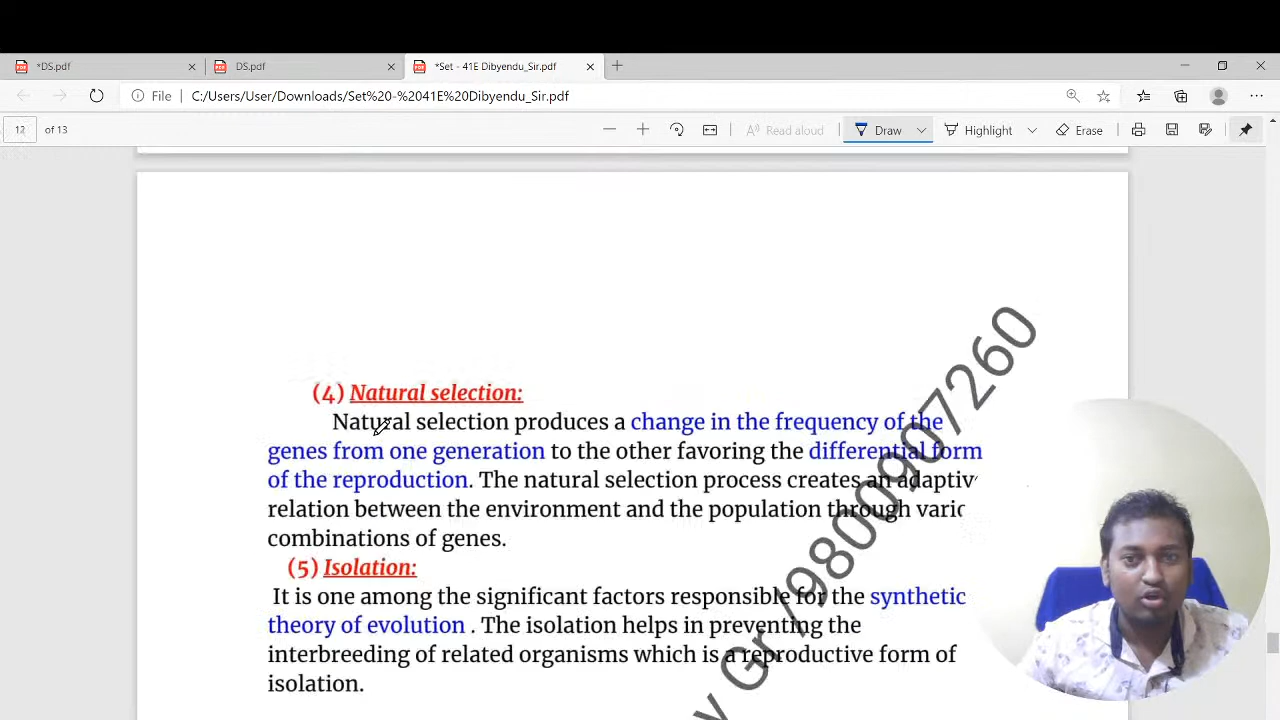 *DS.pdf
DS.pdf
*Set - 41E Dibyendu_Sir.pdf
File C:/Users/User/Downloads/Set%20-%2041E%20Dibyendu_Sir.pdf
12 of 13 Read aloud Draw Highlight Erase
(4) Natural selection:
Natural selection produces a change in the frequency of the
genes from one generation to the other favoring the differential form
of the reproduction. The natural selection process creates an adaptiv
relation between the environment and the population through vario
combinations of genes.
(5) Isolation:
It is one among the significant factors responsible for the synthetic
theory of evolution . The isolation helps in preventing the
interbreeding of related organisms which is a reproductive form of
isolation.
y Gr /9800907260